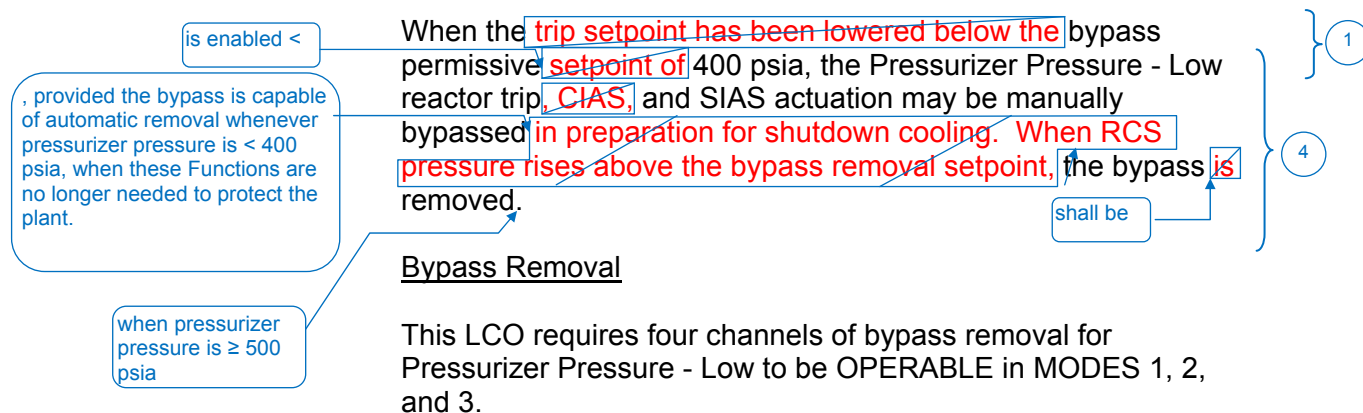 is enabled <
, provided the bypass is capable
of automatic removal whenever
pressurizer pressure is < 400
psia, when these Functions are
no longer needed to protect the
plant.
when pressurizer
pressure is ≥ 500
psia
When the trip setpoint has been lowered below the bypass
permissive setpoint of 400 psia, the Pressurizer Pressure - Low
reactor trip, CIAS, and SIAS actuation may be manually
bypassed in preparation for shutdown cooling.  When RCS
pressure rises above the bypass removal setpoint, the bypass is
removed.
shall be
Bypass Removal
This LCO requires four channels of bypass removal for
Pressurizer Pressure - Low to be OPERABLE in MODES 1, 2,
and 3.
1
4